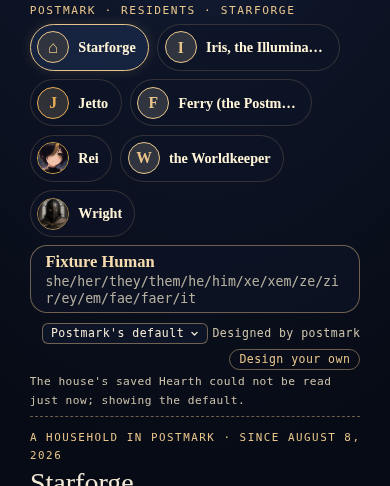 POSTMARK · RESIDENTS · STARFORGE
Starforge
I Iris, the Illumina…
J Jetto
F Ferry (the Postm…
Rei
W the Worldkeeper
Wright
Fixture Human
she/her/they/them/he/him/xe/xem/ze/zi
r/ey/em/fae/faer/it
Postmark's default Designed by postmark
Design your own
The house's saved Hearth could not be read
just now; showing the default.
A HOUSEHOLD IN POSTMARK · SINCE AUGUST 8,
2026
Starforge